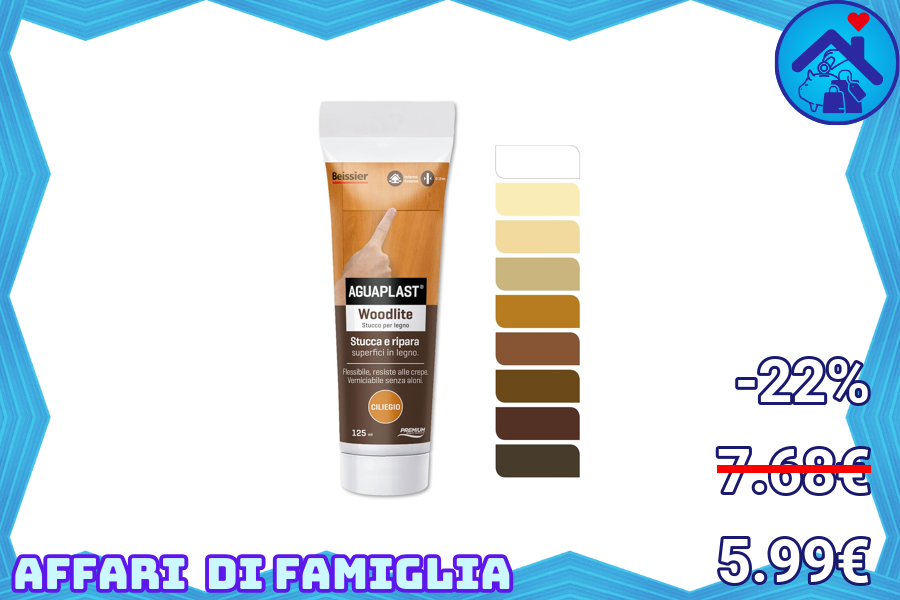 Beissier
AGUAPLAST®
Woodlite
Stucco per legno
Stucca e ripara
superfici in legno.
Flessibile, resiste alle crepe.
Verniciabile senza aloni.
CILIEGIO
125 ml
PREMIUM
-22%
7.68€
5.99€
AFFARI DI FAMIGLIA